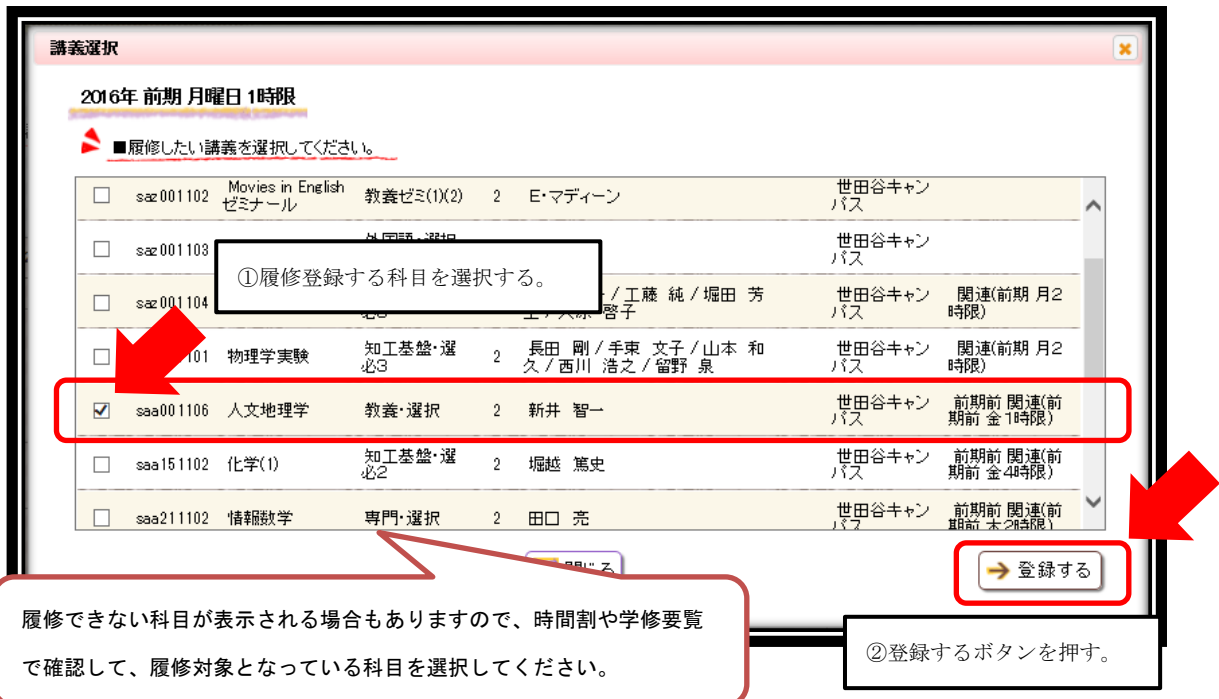 講義選択
2016年 前期 月曜日 1時限
■履修したい講義を選択してください。
saz001102 Movies in English ゼミナール 教養ゼミ(1)(2) 2 E・マディーン 世田谷キャンパス
saz001103 世田谷キャンパス
①履修登録する科目を選択する。
saz001104 / 工藤 純 / 堀田 芳 啓子 世田谷キャンパス 関連(前期 月2時限)
101 物理学実験 知工基盤・選必3 2 長田 剛 / 手束 文子 / 山本 和久 / 西川 浩之 / 留野 泉 世田谷キャンパス 関連(前期 月2時限)
saa001106 人文地理学 教養・選択 2 新井 智一 世田谷キャンパス 前期前 関連(前期前 金1時限)
saa151102 化学(1) 知工基盤・選必2 2 堀越 篤史 世田谷キャンパス 前期前 関連(前期前 金4時限)
saa211102 情報数学 専門・選択 2 田口 亮 世田谷キャンパス 前期前 関連(前期前 木2時限)
登録する
履修できない科目が表示される場合もありますので、時間割や学修要覧
で確認して、履修対象となっている科目を選択してください。
②登録するボタンを押す。